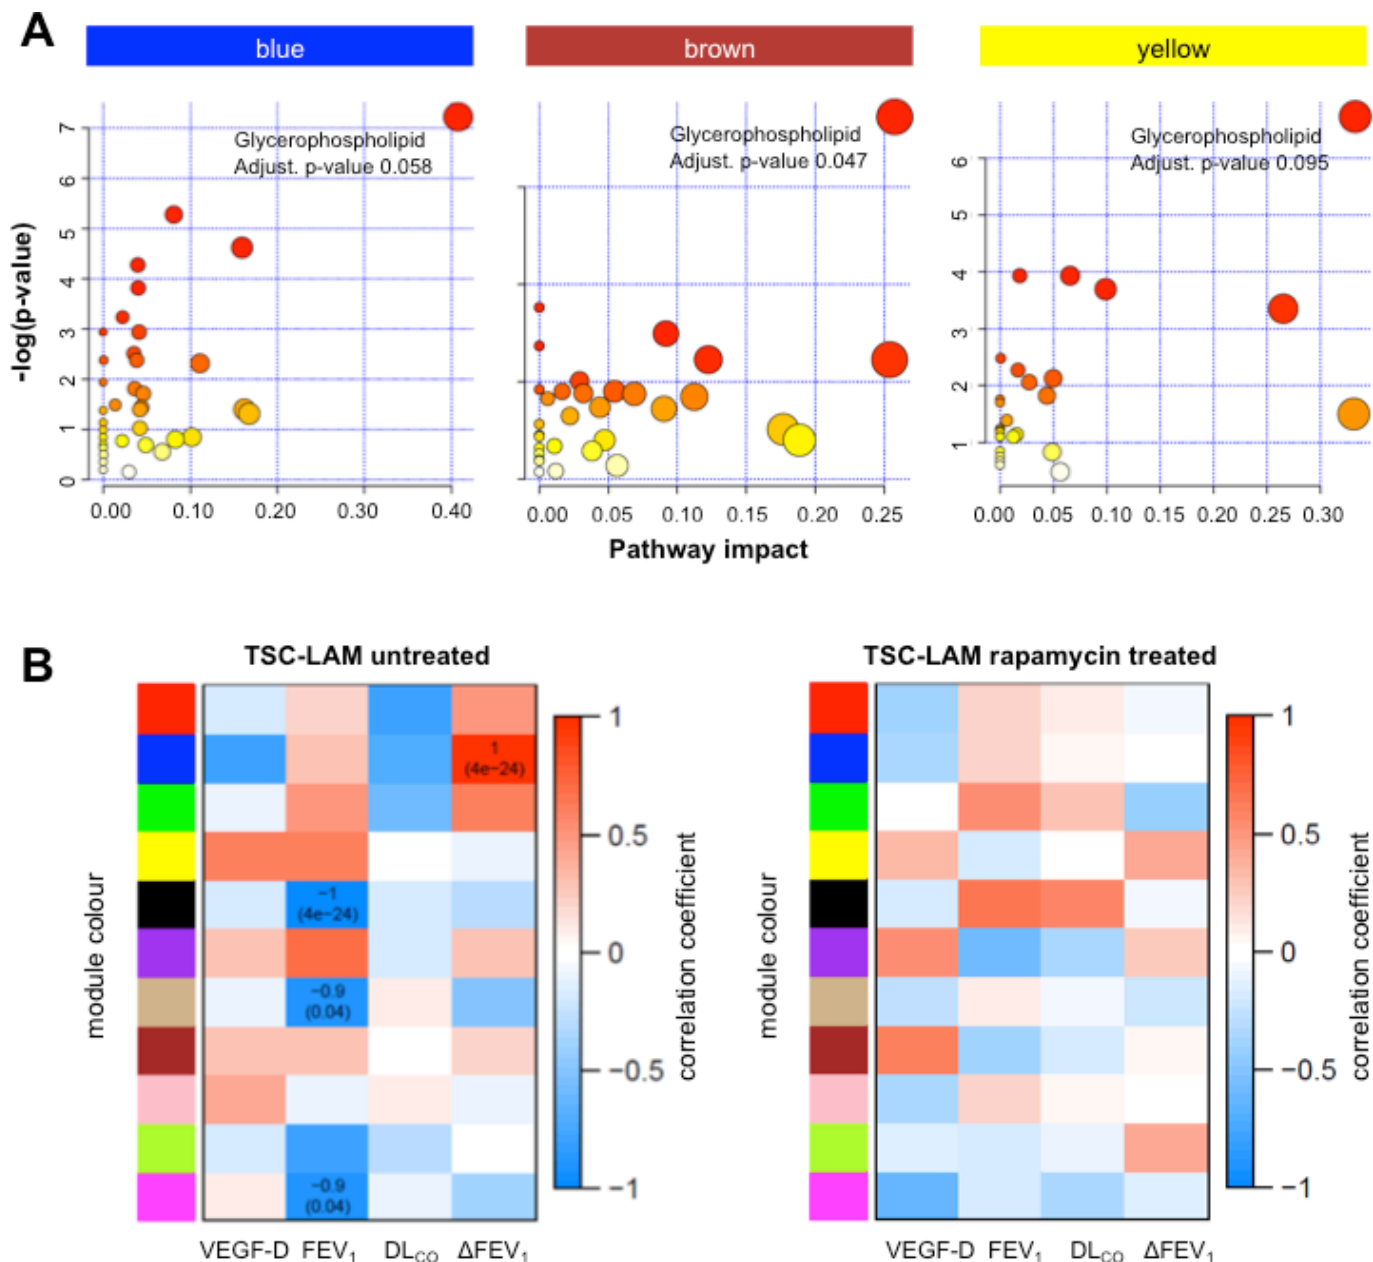 A
blue
brown
yellow
Glycerophospholipid
Adjust. p-value 0.058
Glycerophospholipid
Adjust. p-value 0.047
Glycerophospholipid
Adjust. p-value 0.095
-log(p-value)
7
6
5
4
3
2
1
0
6
5
4
3
2
1
0.00 0.10 0.20 0.30 0.40
0.00 0.05 0.10 0.15 0.20 0.25
0.00 0.05 0.10 0.15 0.20 0.25 0.30
Pathway impact
B
TSC-LAM untreated
TSC-LAM rapamycin treated
module colour
1
(4e−24)
−1
(4e−24)
−0.9
(0.04)
−0.9
(0.04)
1
0.5
0
−0.5
−1
correlation coefficient
VEGF-D FEV₁ DL_CO ΔFEV₁
module colour
1
0.5
0
−0.5
−1
correlation coefficient
VEGF-D FEV₁ DL_CO ΔFEV₁